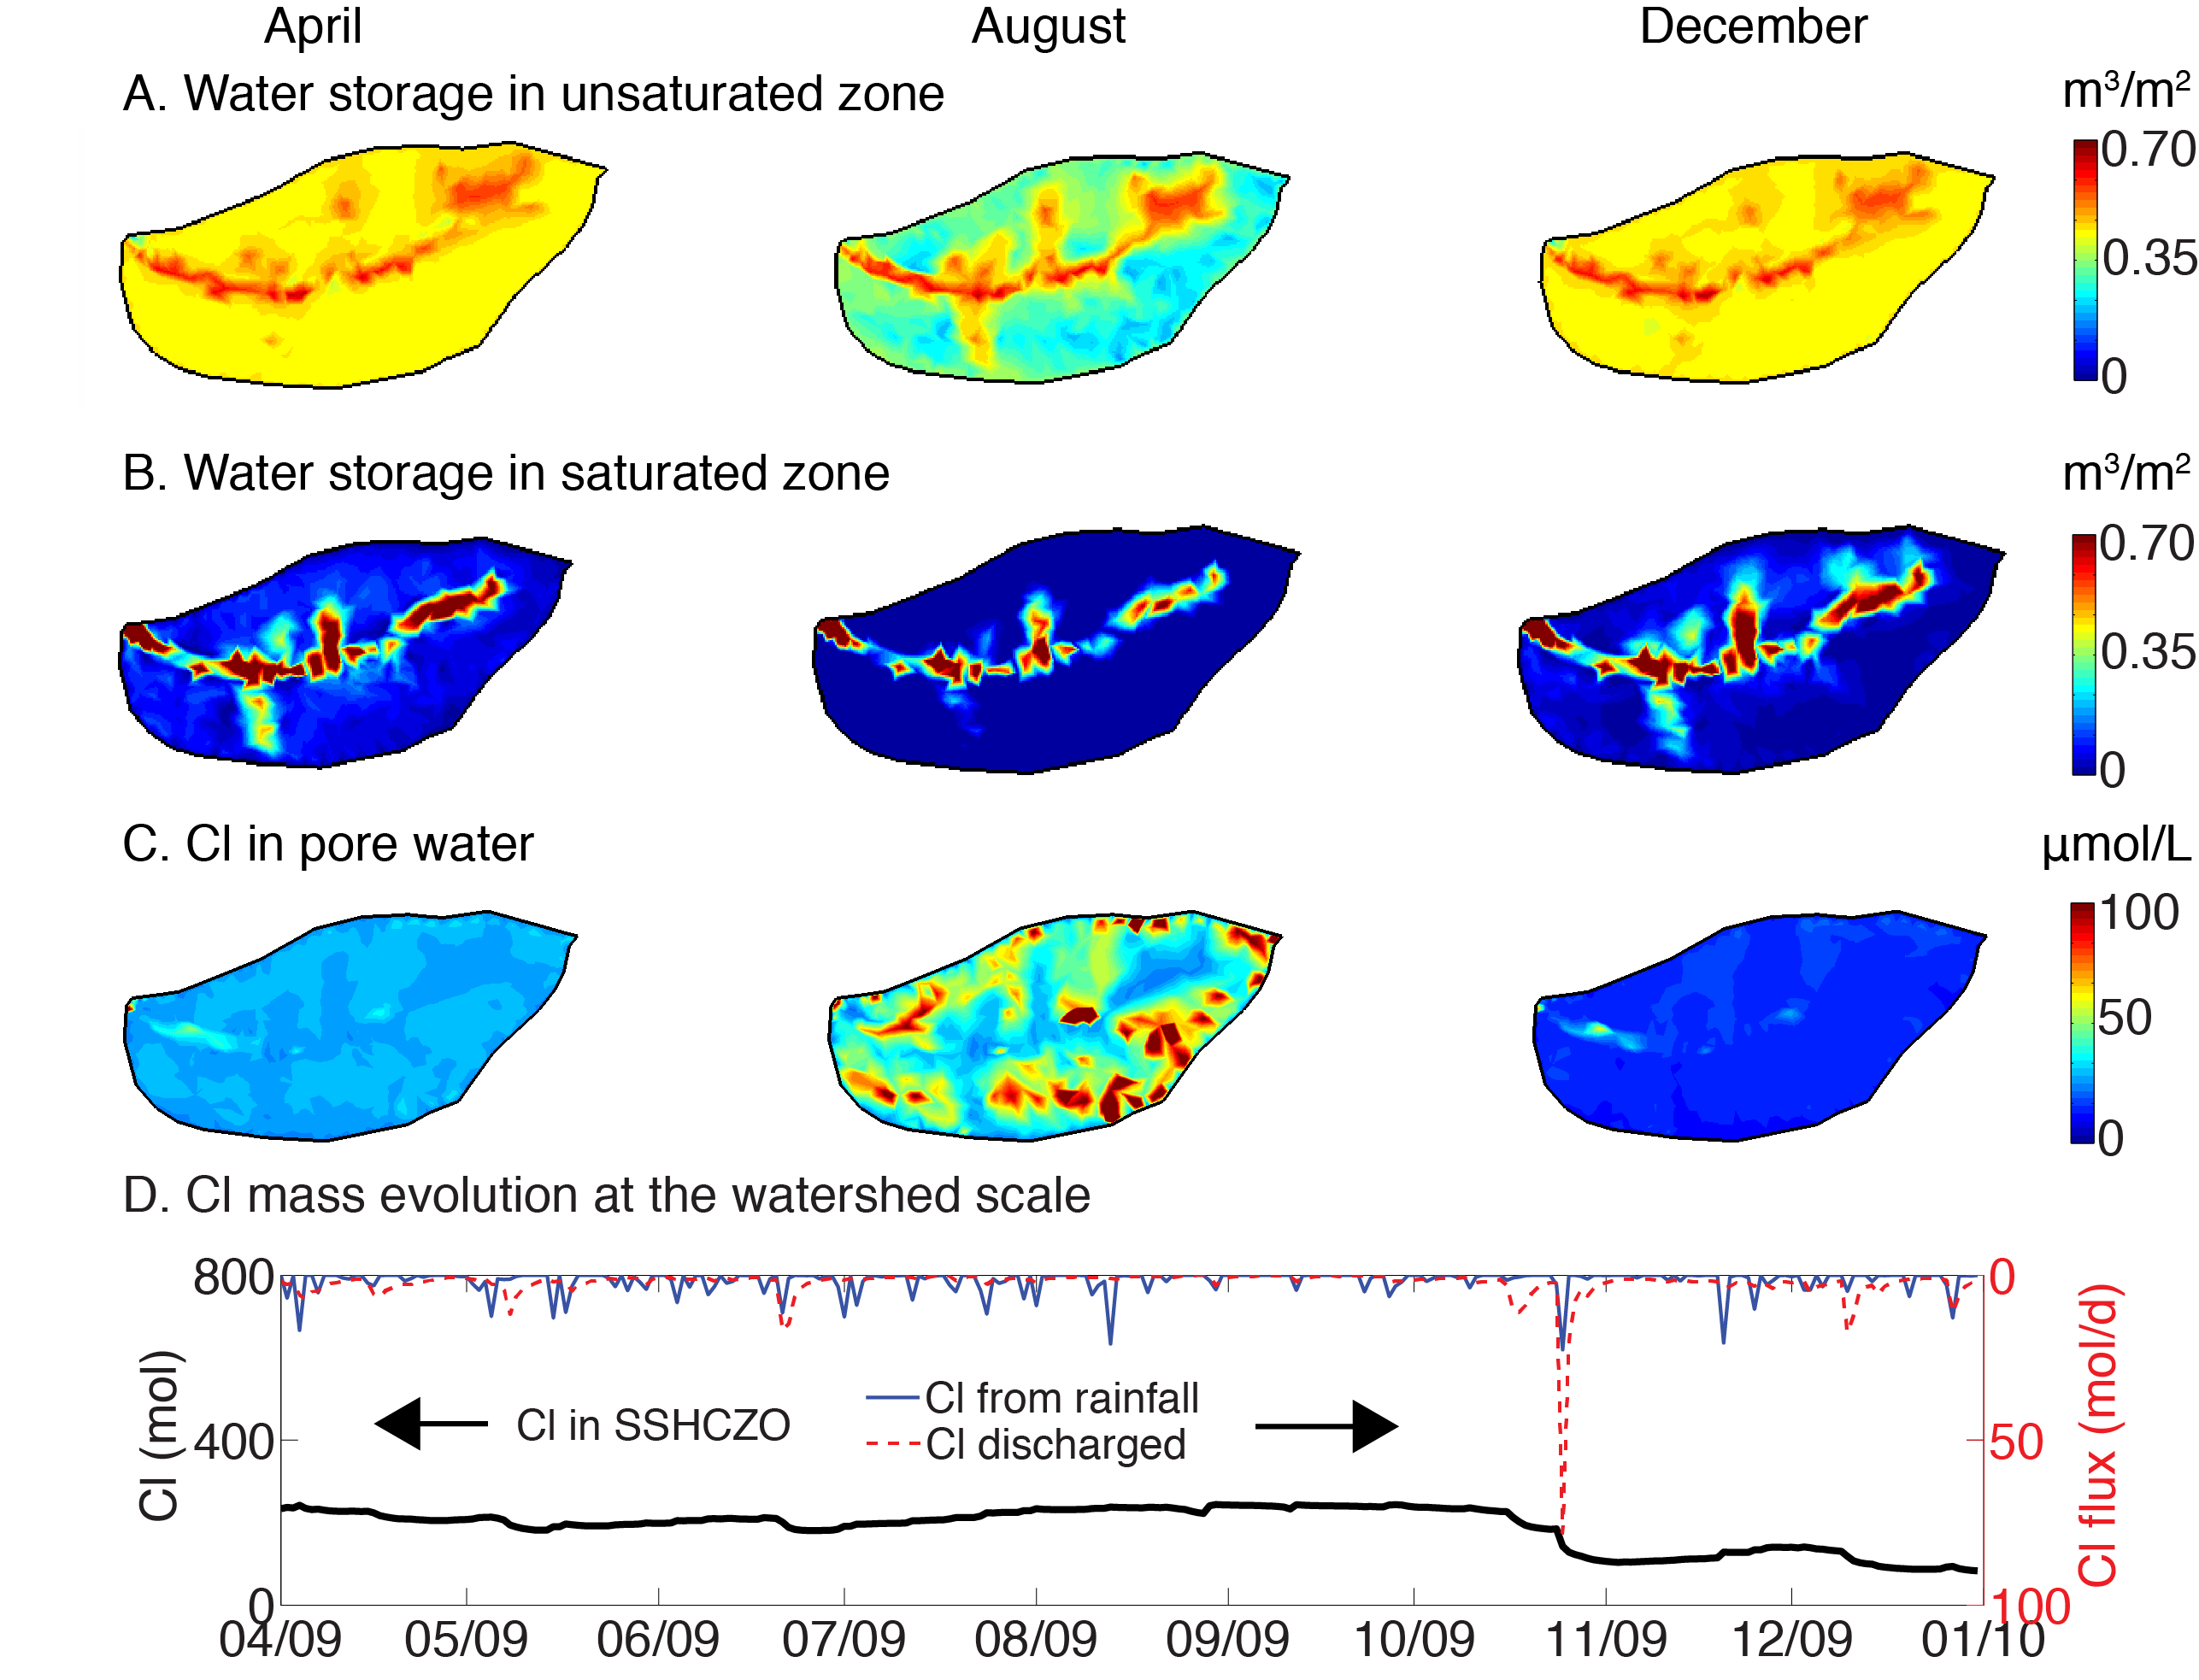 April August December
A. Water storage in unsaturated zone
m³/m²
0.70
0.35
0
B. Water storage in saturated zone
m³/m²
0.70
0.35
0
C. Cl in pore water
µmol/L
100
50
0
D. Cl mass evolution at the watershed scale
800
400
0
Cl (mol)
Cl in SSHCZO
Cl from rainfall
Cl discharged
0
50
100
Cl flux (mol/d)
04/09 05/09 06/09 07/09 08/09 09/09 10/09 11/09 12/09 01/10